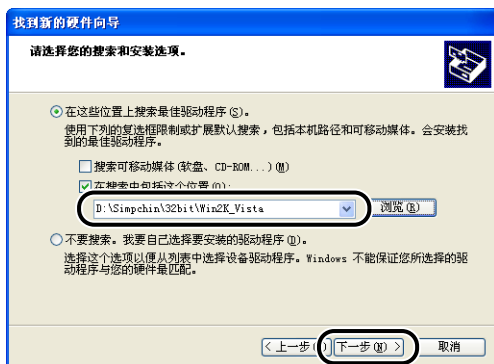 找到新的硬件向导
请选择您的搜索和安装选项。
在这些位置上搜索最佳驱动程序(S)。
使用下列的复选框限制或扩展默认搜索，包括本机路径和可移动媒体。会安装找
到的最佳驱动程序。
搜索可移动媒体(软盘、CD-ROM...)(M)
在搜索中包括这个位置(O):
D:\Simpchin\32bit\Win2K_Vista
浏览(R)
不要搜索。我要自己选择要安装的驱动程序(D)。
选择这个选项以便从列表中选择设备驱动程序。Windows 不能保证您所选择的驱
动程序与您的硬件最匹配。
<上一步( 下一步(N) > 取消